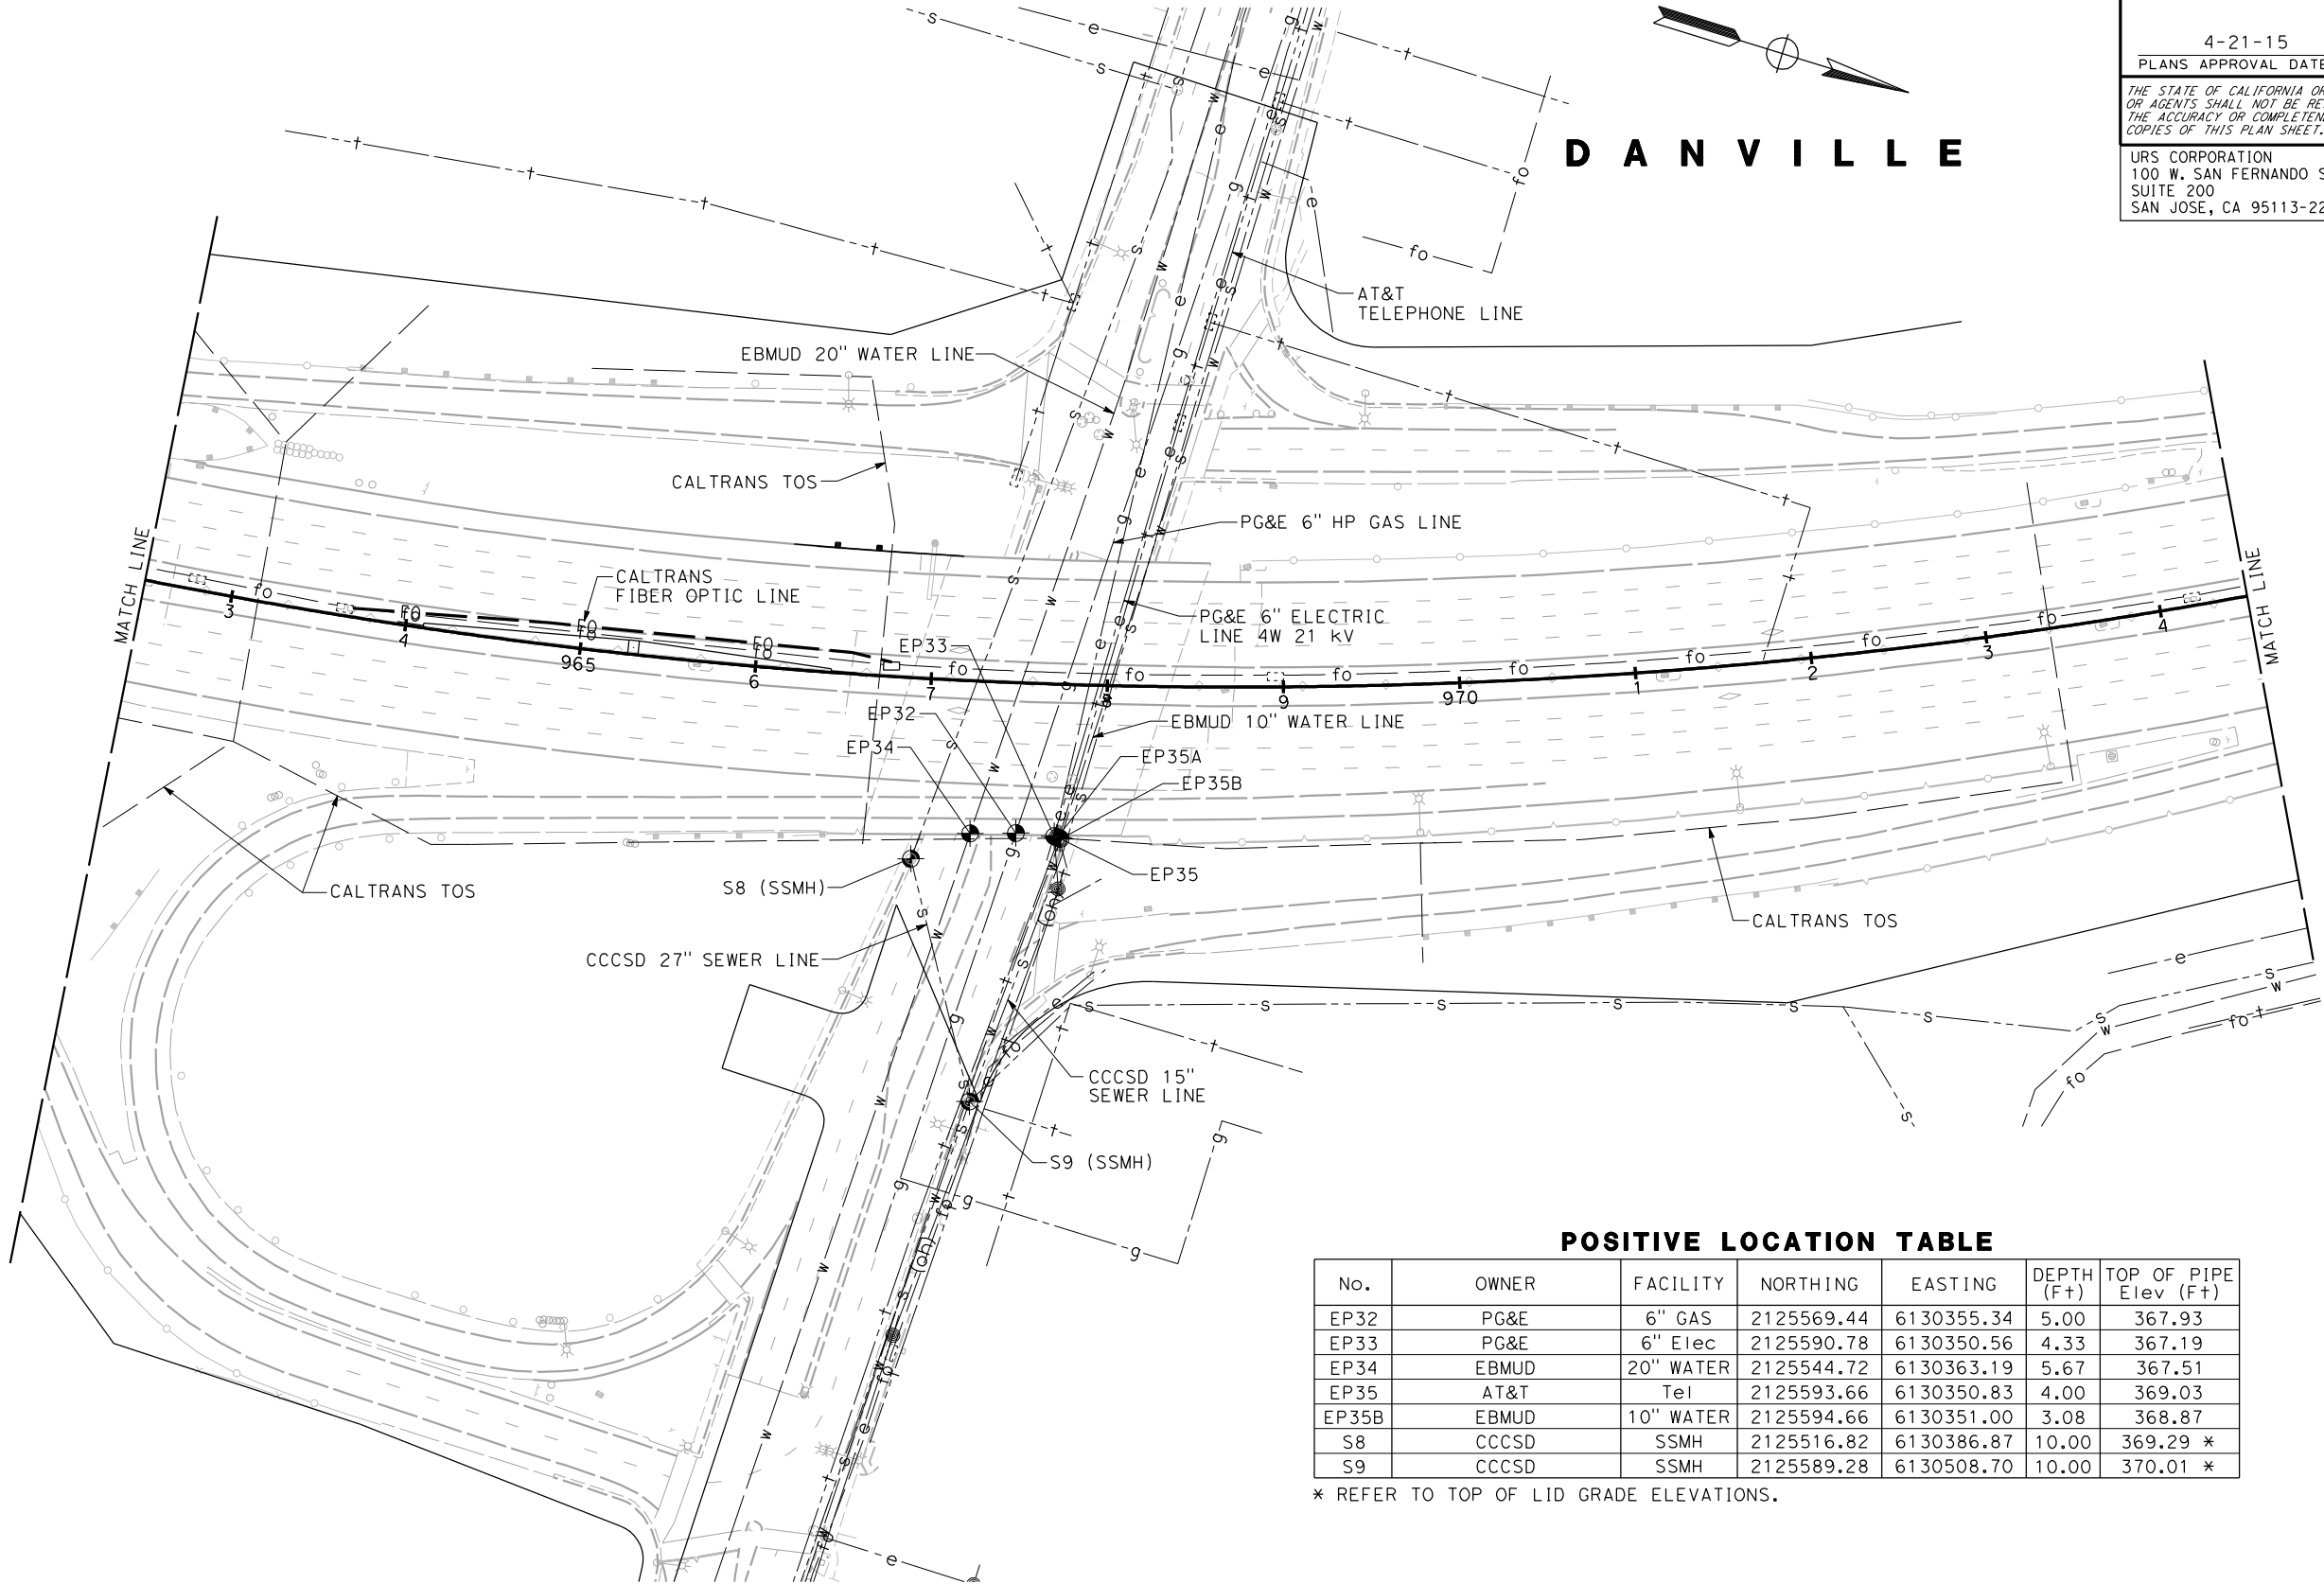 4-21-15
PLANS APPROVAL DATE
THE STATE OF CALIFORNIA OR
OR AGENTS SHALL NOT BE
THE ACCURACY OR
COPIES OF THIS PLAN SHEET.
URS CORPORATION
100 W. SAN FERNANDO
SUITE 200
SAN JOSE, CA 95113-22
DANVILLE
AT&T
TELEPHONE LINE
EBMUD 20" WATER LINE
CALTRANS TOS
PG&E 6" HP GAS LINE
MATCH LINE
CALTRANS
FIBER OPTIC LINE
PG&E 6" ELECTRIC
LINE 4W 21 kV
MATCH LINE
EP33
3
4
965
6
7
8
9
970
1
2
3
4
EP32
EBMUD 10" WATER LINE
EP34
EP35A
EP35B
CALTRANS TOS
S8 (SSMH)
EP35
CALTRANS TOS
CCCSD 27" SEWER LINE
CCCSD 15"
SEWER LINE
S9 (SSMH)
POSITIVE LOCATION TABLE
No. OWNER FACILITY NORTHING EASTING DEPTH (Ft) TOP OF PIPE Elev (Ft)
EP32 PG&E 6" GAS 2125569.44 6130355.34 5.00 367.93
EP33 PG&E 6" Elec 2125590.78 6130350.56 4.33 367.19
EP34 EBMUD 20" WATER 2125544.72 6130363.19 5.67 367.51
EP35 AT&T Tel 2125593.66 6130350.83 4.00 369.03
EP35B EBMUD 10" WATER 2125594.66 6130351.00 3.08 368.87
S8 CCCSD SSMH 2125516.82 6130386.87 10.00 369.29 *
S9 CCCSD SSMH 2125589.28 6130508.70 10.00 370.01 *
* REFER TO TOP OF LID GRADE ELEVATIONS.